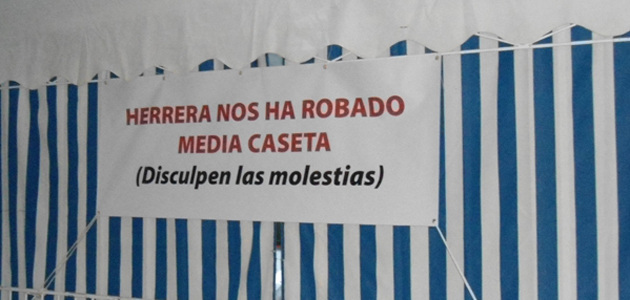 HERRERA NOS HA ROBADO
MEDIA CASETA
(Disculpen las molestias)